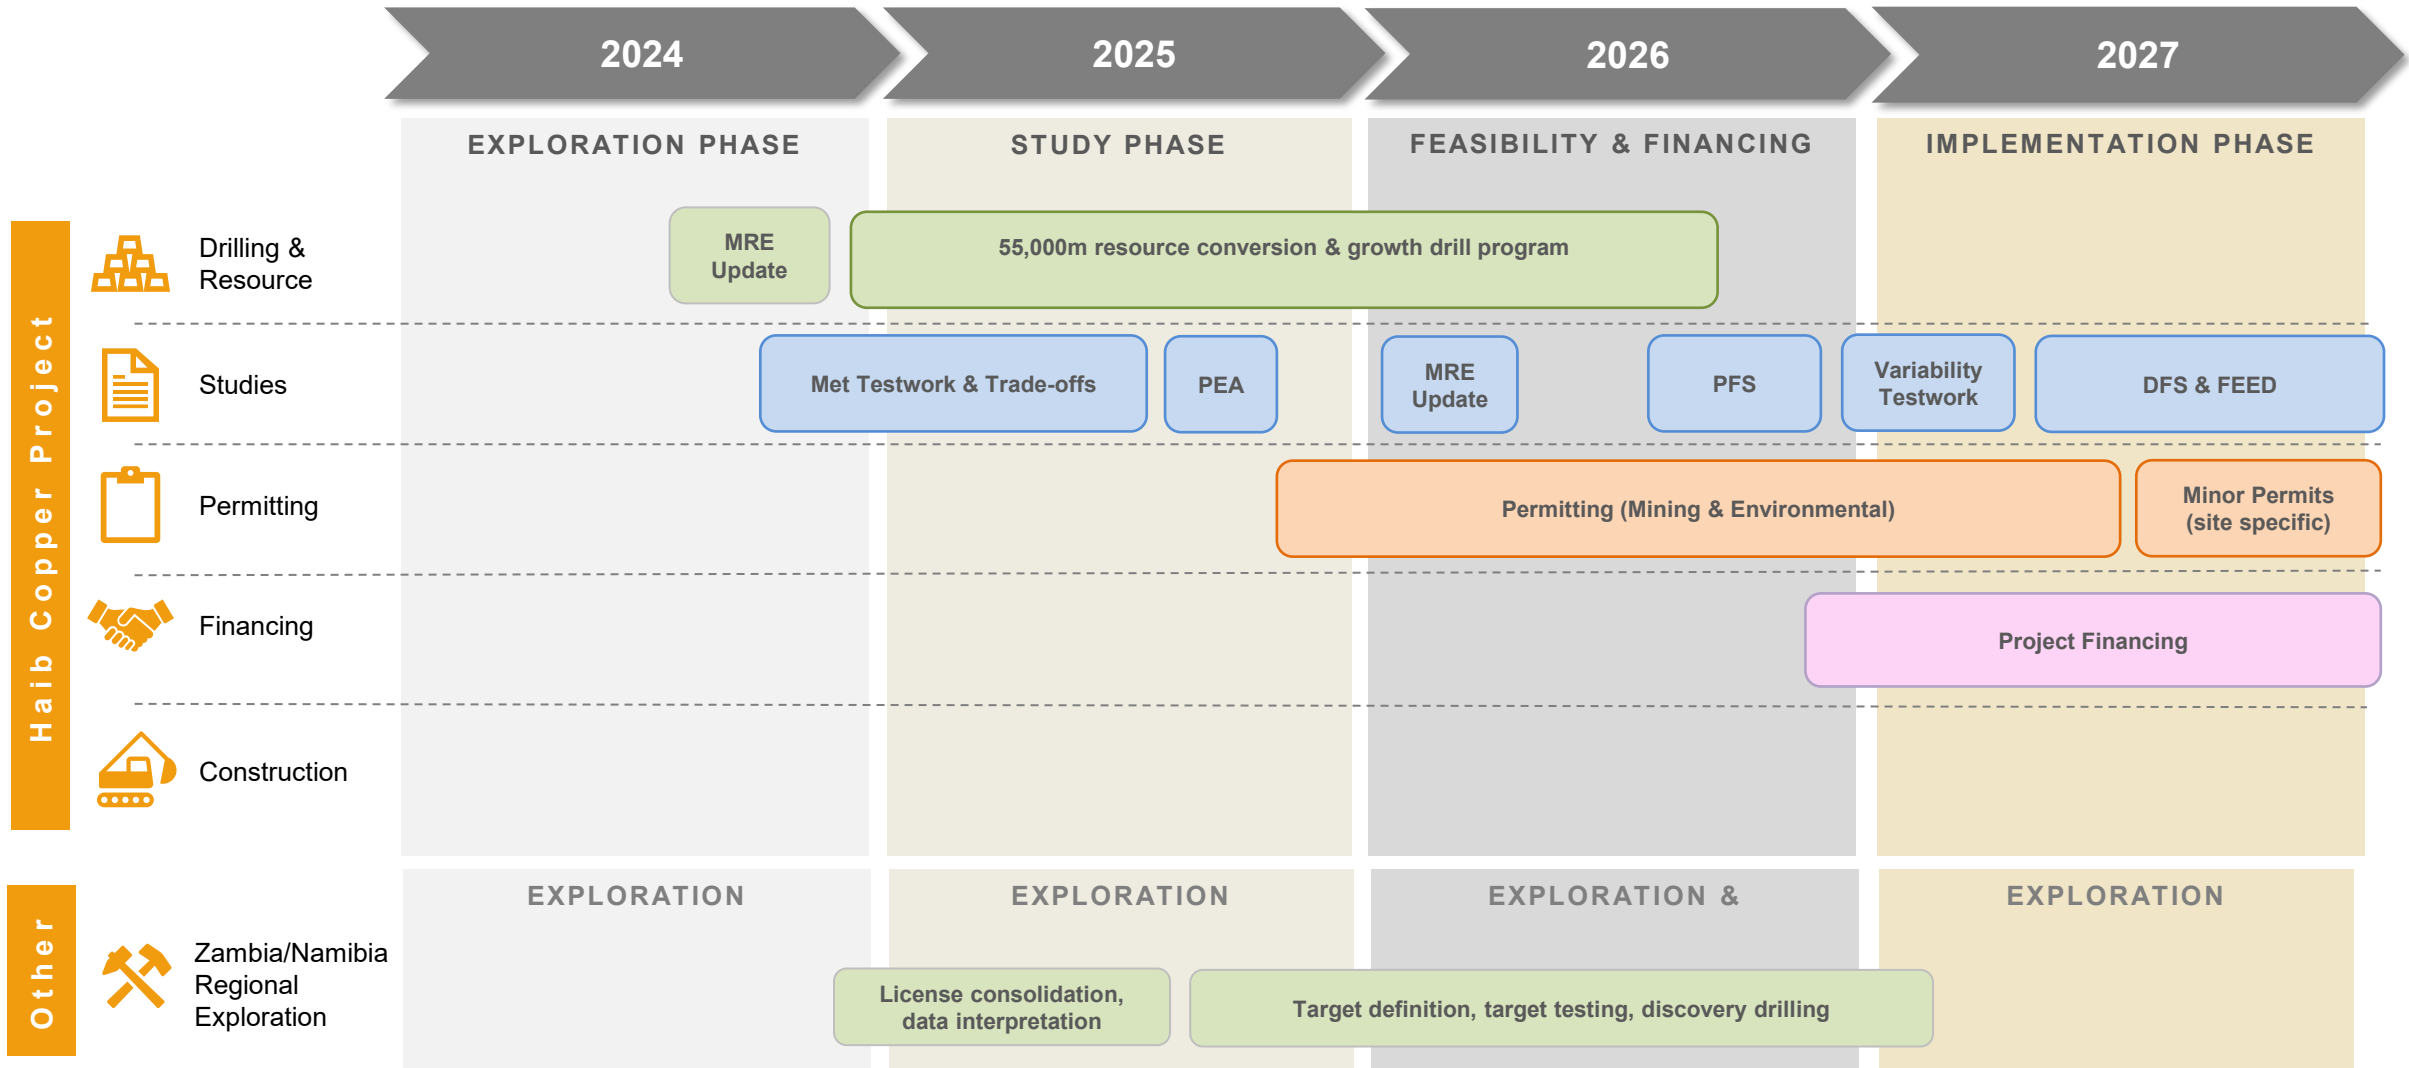 2024
2025
2026
2027
EXPLORATION PHASE
STUDY PHASE
FEASIBILITY & FINANCING
IMPLEMENTATION PHASE
Haib Copper Project
Drilling &
Resource
MRE
Update
55,000m resource conversion & growth drill program
Studies
Met Testwork & Trade-offs
PEA
MRE
Update
PFS
Variability
Testwork
DFS & FEED
Permitting
Permitting (Mining & Environmental)
Minor Permits
(site specific)
Financing
Project Financing
Construction
Other
EXPLORATION
EXPLORATION
EXPLORATION &
EXPLORATION
Zambia/Namibia
Regional
Exploration
License consolidation,
data interpretation
Target definition, target testing, discovery drilling